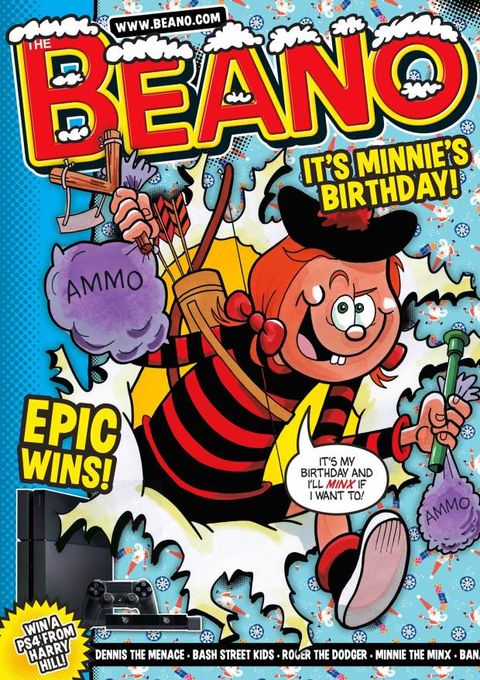 WWW.BEANO.COM
THE
BEANO
IT'S MINNIE'S
BIRTHDAY!
AMMO
EPIC
WINS!
IT'S MY
BIRTHDAY AND
I'LL MINX IF
I WANT TO!
AMMO
WIN A
PS4 FROM
HARRY
HILL!
DENNIS THE MENACE • BASH STREET KIDS • ROGER THE DODGER • MINNIE THE MINX • BAN